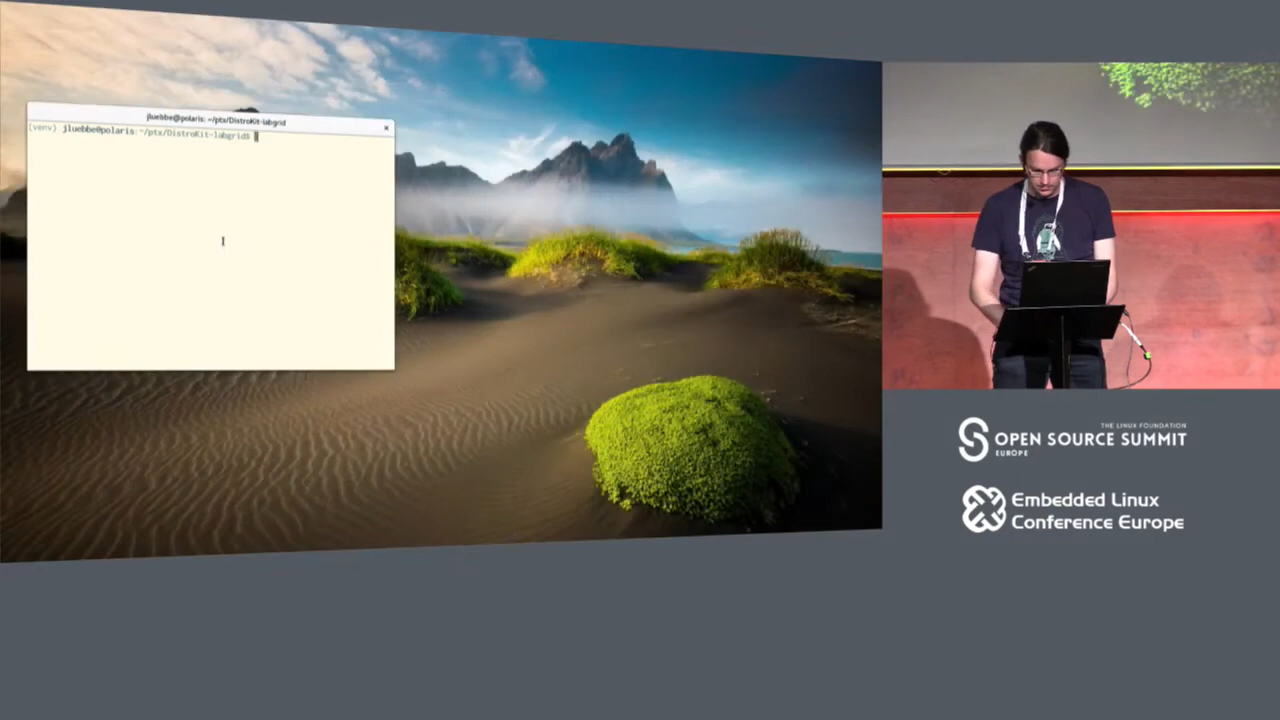 jluebbe@polaris: ~/ptx/DistroKit-labgrid
(venv) jluebbe@polaris:~/ptx/DistroKit-labgrid$
THE LINUX FOUNDATION
OPEN SOURCE SUMMIT
EUROPE
Embedded Linux
Conference Europe